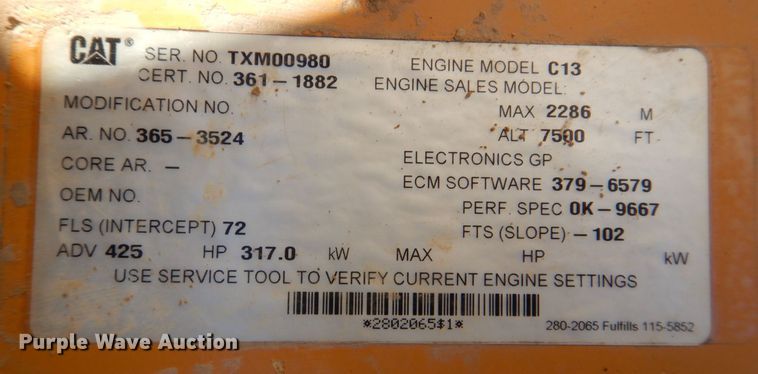 CAT® SER. NO. TXM00980 ENGINE MODEL C13
CERT. NO. 361-1882 ENGINE SALES MODEL:
MODIFICATION NO. MAX 2286 M
AR. NO. 365-3524 ALT 7500 FT
CORE AR. - ELECTRONICS GP
OEM NO. ECM SOFTWARE 379-6579
PERF. SPEC 0K-9667
FLS (INTERCEPT) 72 FTS (SLOPE) -102
ADV 425 HP 317.0 kW MAX HP kW
USE SERVICE TOOL TO VERIFY CURRENT ENGINE SETTINGS
*2802065$1* 280-2065 Fulfills 115-5852
Purple Wave Auction